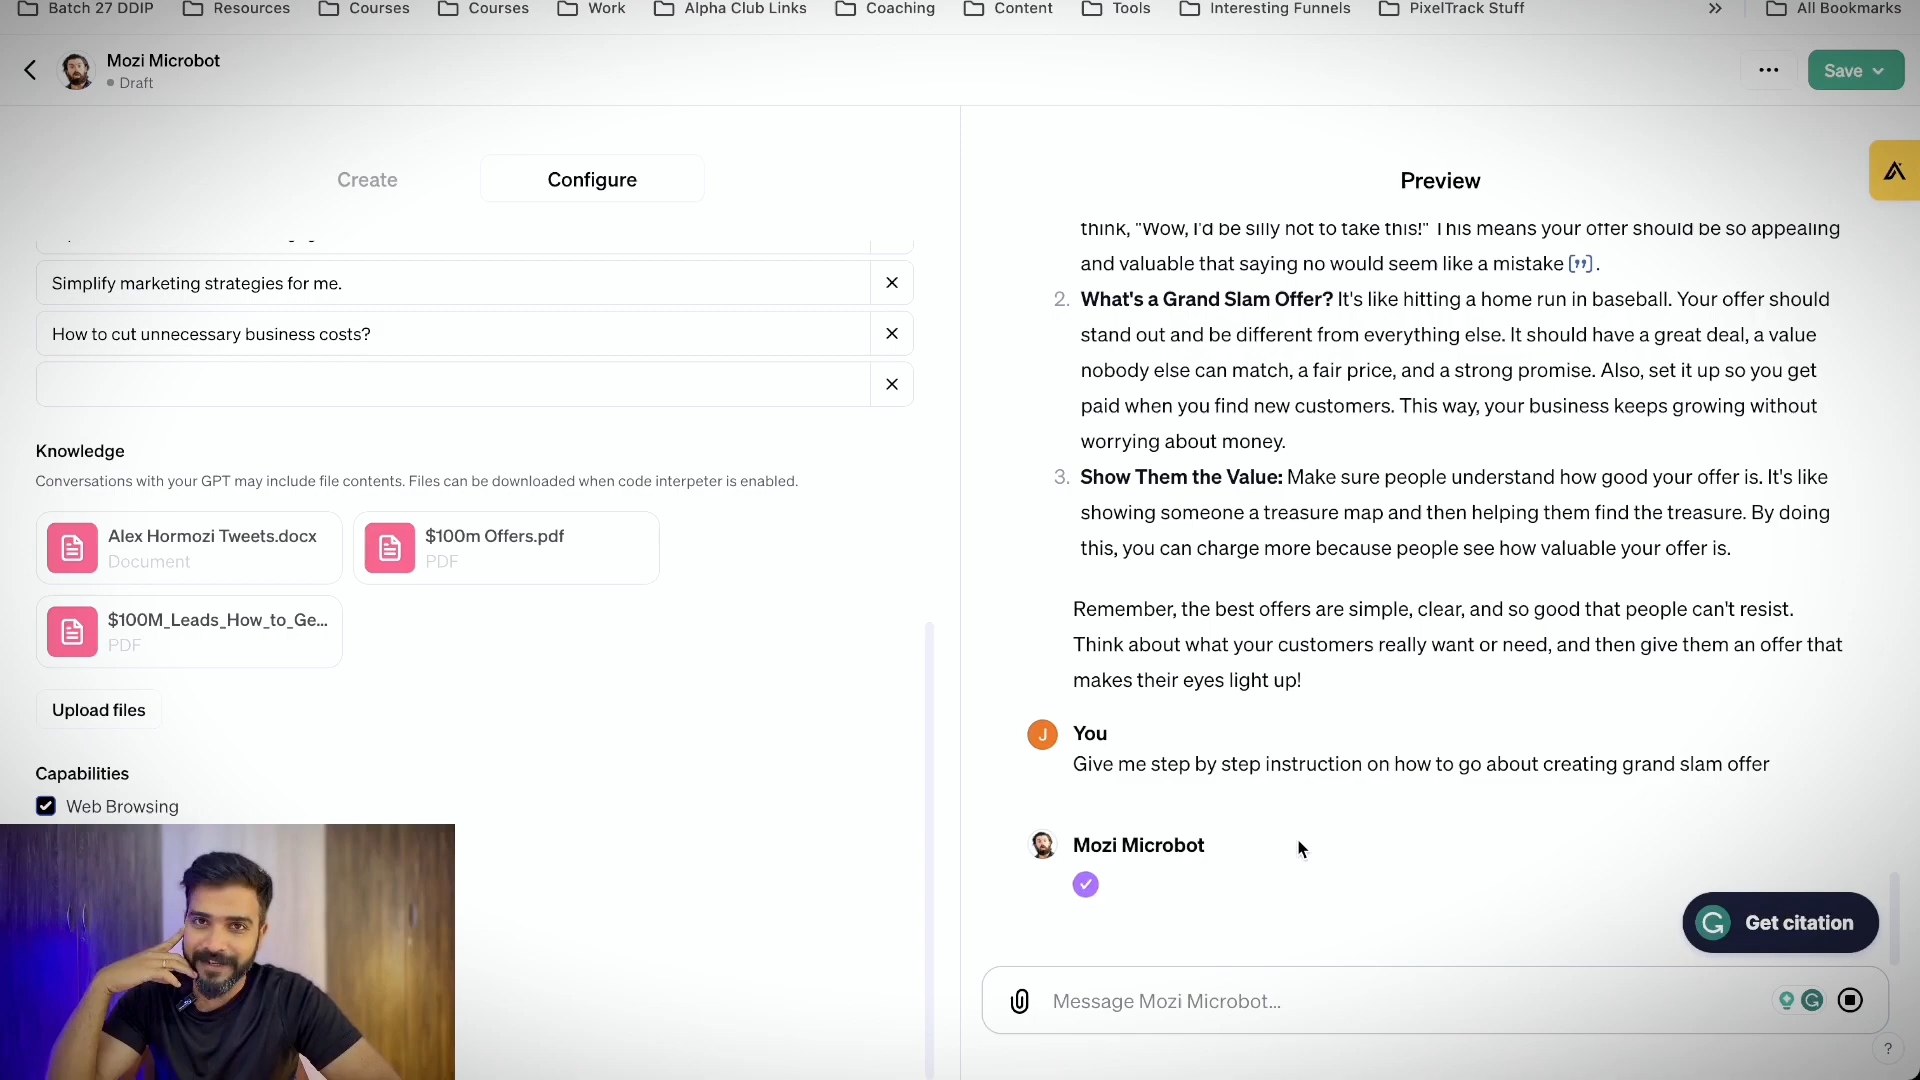 Batch 27 DDIP
Resources
Courses
Courses
Work
Alpha Club Links
Coaching
Content
Tools
Interesting Funnels
PixelTrack Stuff
»
All Bookmarks
Mozi Microbot
Draft
Save
Create
Configure
Simplify marketing strategies for me.
How to cut unnecessary business costs?
Knowledge
Conversations with your GPT may include file contents. Files can be downloaded when code interpeter is enabled.
Alex Hormozi Tweets.docx
Document
$100m Offers.pdf
PDF
$100M_Leads_How_to_Ge...
PDF
Upload files
Capabilities
Web Browsing
Preview
think, "Wow, I'd be silly not to take this!" This means your offer should be so appealing
and valuable that saying no would seem like a mistake ["].
2. What's a Grand Slam Offer? It's like hitting a home run in baseball. Your offer should
stand out and be different from everything else. It should have a great deal, a value
nobody else can match, a fair price, and a strong promise. Also, set it up so you get
paid when you find new customers. This way, your business keeps growing without
worrying about money.
3. Show Them the Value: Make sure people understand how good your offer is. It's like
showing someone a treasure map and then helping them find the treasure. By doing
this, you can charge more because people see how valuable your offer is.
Remember, the best offers are simple, clear, and so good that people can't resist.
Think about what your customers really want or need, and then give them an offer that
makes their eyes light up!
J
You
Give me step by step instruction on how to go about creating grand slam offer
Mozi Microbot
G Get citation
Message Mozi Microbot...
G
?